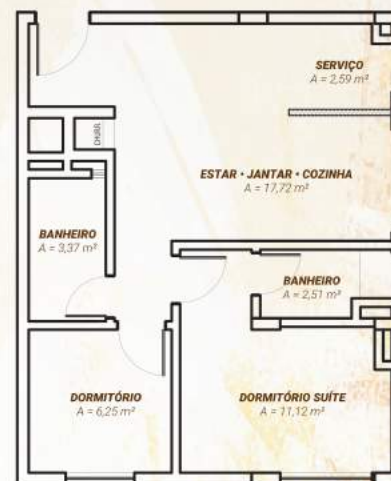 SERVIÇO
A = 2,59 m²
CHURR.
ESTAR • JANTAR • COZINHA
A = 17,72 m²
BANHEIRO
A = 3,37 m²
BANHEIRO
A = 2,51 m²
DORMITÓRIO
A = 6,25 m²
DORMITÓRIO SUÍTE
A = 11,12 m²